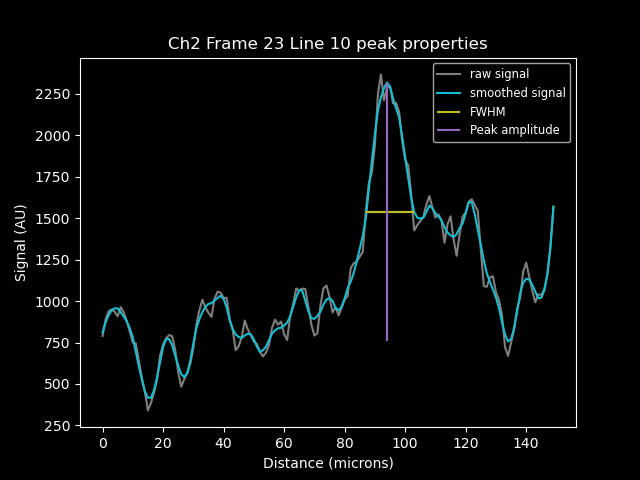 Ch2 Frame 23 Line 10 peak properties
raw signal
smoothed signal
FWHM
Peak amplitude
Signal (AU)
2250
2000
1750
1500
1250
1000
750
500
250
0 20 40 60 80 100 120 140
Distance (microns)